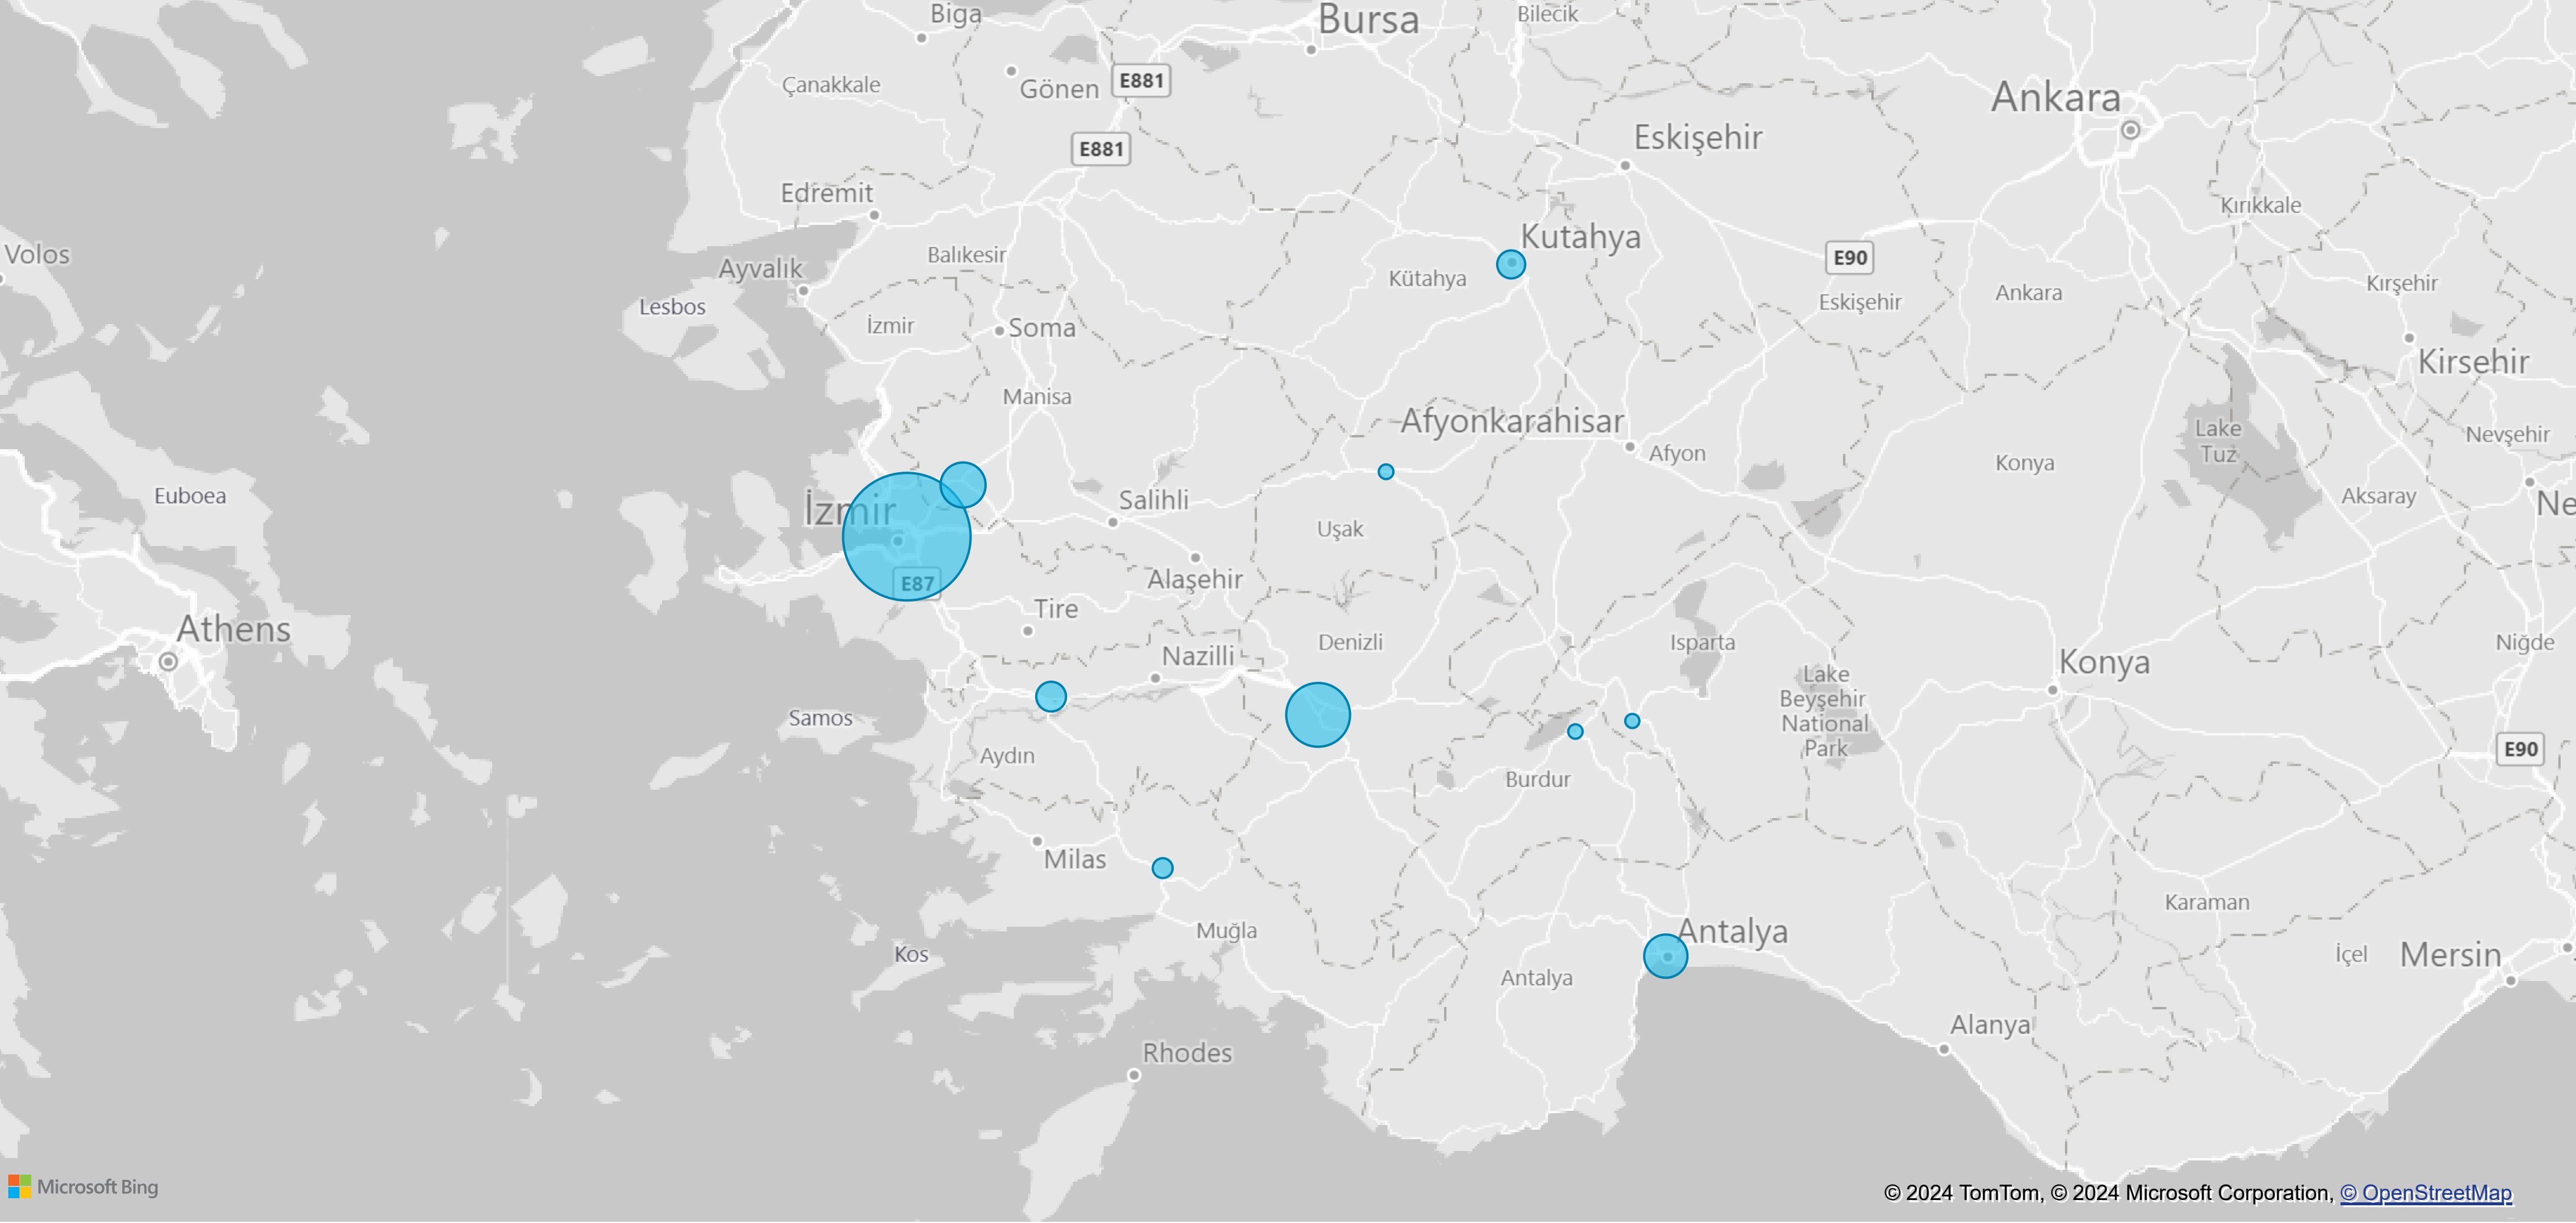 Biga
Bursa
Bilecik
Çanakkale
Gönen
E881
Ankara
E881
Eskişehir
Edremit
Kırıkkale
Volos
Balıkesir
Ayvalık
Kutahya
Kütahya
E90
Eskişehir
Ankara
Kırşehir
Lesbos
İzmir
Soma
Kirsehir
Manisa
Afyonkarahisar
Afyon
Lake
Tuz
Nevşehir
Konya
Euboea
İzmir
Salihli
Uşak
Aksaray
Ne
E87
Alaşehir
Tire
Athens
Nazilli
Denizli
Isparta
Niğde
Konya
Lake
Beyşehir
National
Park
Samos
Aydın
Burdur
E90
Milas
Muğla
Karaman
Kos
Antalya
Antalya
İçel
Mersin
Alanya
Rhodes
Microsoft Bing
© 2024 TomTom, © 2024 Microsoft Corporation, © OpenStreetMap